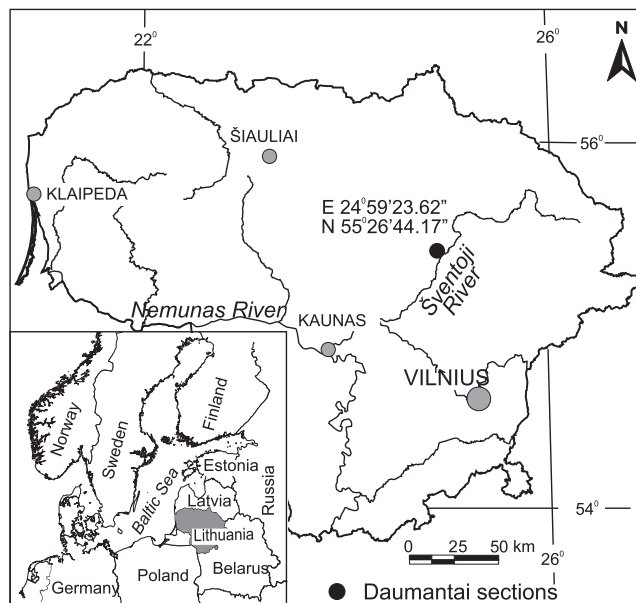 22°
26°
N
ŠIAULIAI
56°
KLAIPEDA
E 24°59'23.62"
N 55°26'44.17"
Šventoji
River
Nemunas River
KAUNAS
VILNIUS
Norway
Sweden
Finland
Baltic Sea
Estonia
Russia
Latvia
Lithuania
Germany
Poland
Belarus
54°
0 25 50 km
26°
Daumantai sections